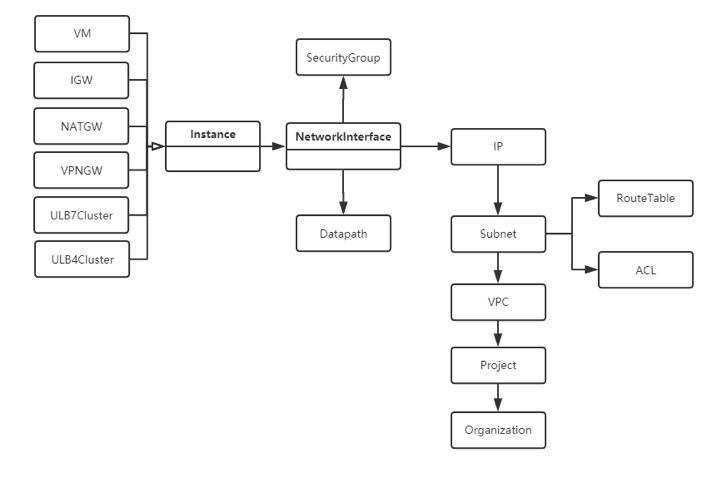 VM
IGW
NATGW
VPNGW
ULB7Cluster
ULB4Cluster
Instance
SecurityGroup
NetworkInterface
Datapath
IP
Subnet
VPC
Project
Organization
RouteTable
ACL